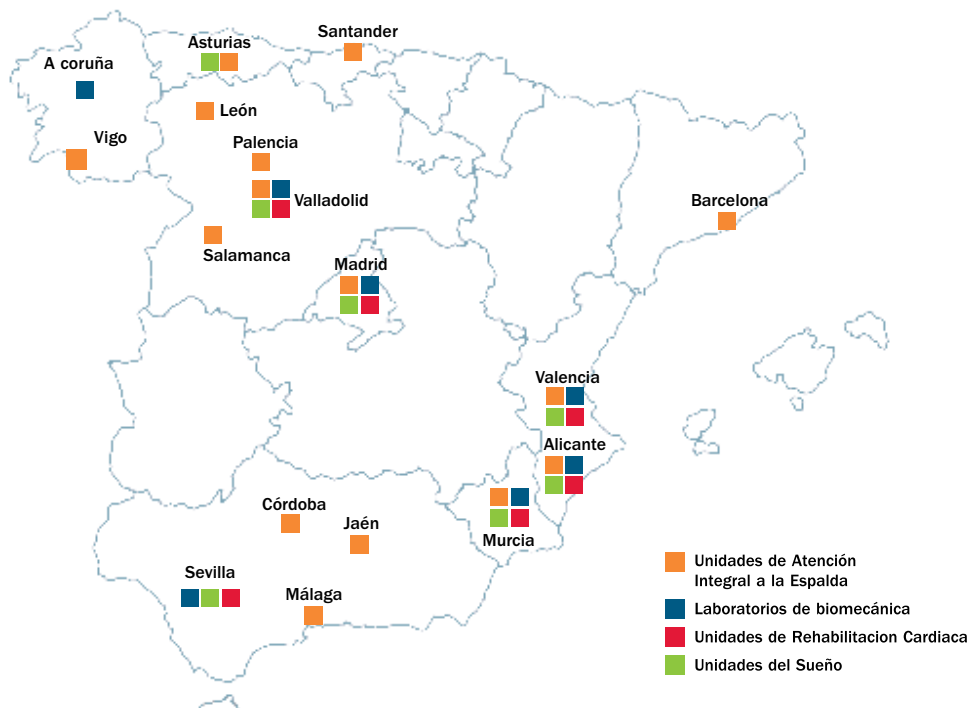 Santander
Asturias
A coruña
León
Vigo
Palencia
Valladolid
Barcelona
Salamanca
Madrid
Valencia
Alicante
Córdoba
Jaén
Murcia
Sevilla
Málaga
Unidades de Atención
Integral a la Espalda
Laboratorios de biomecánica
Unidades de Rehabilitacion Cardiaca
Unidades del Sueño